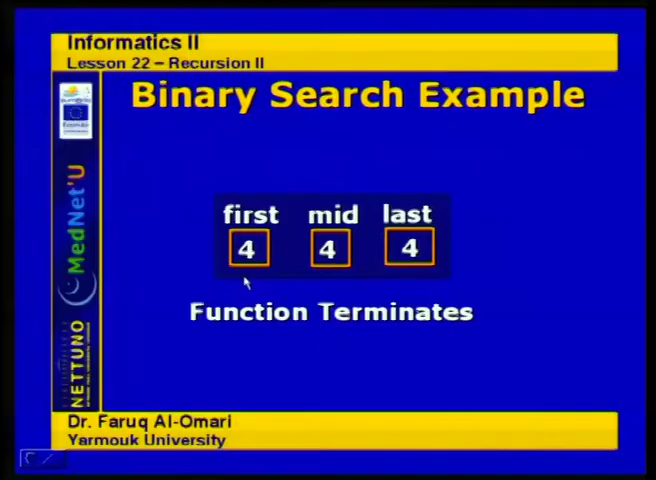 Informatics II
Lesson 22 – Recursion II
Binary Search Example
first mid last
4 4 4
Function Terminates
MedNet'U
NETTUNO
Dr. Faruq Al-Omari
Yarmouk University